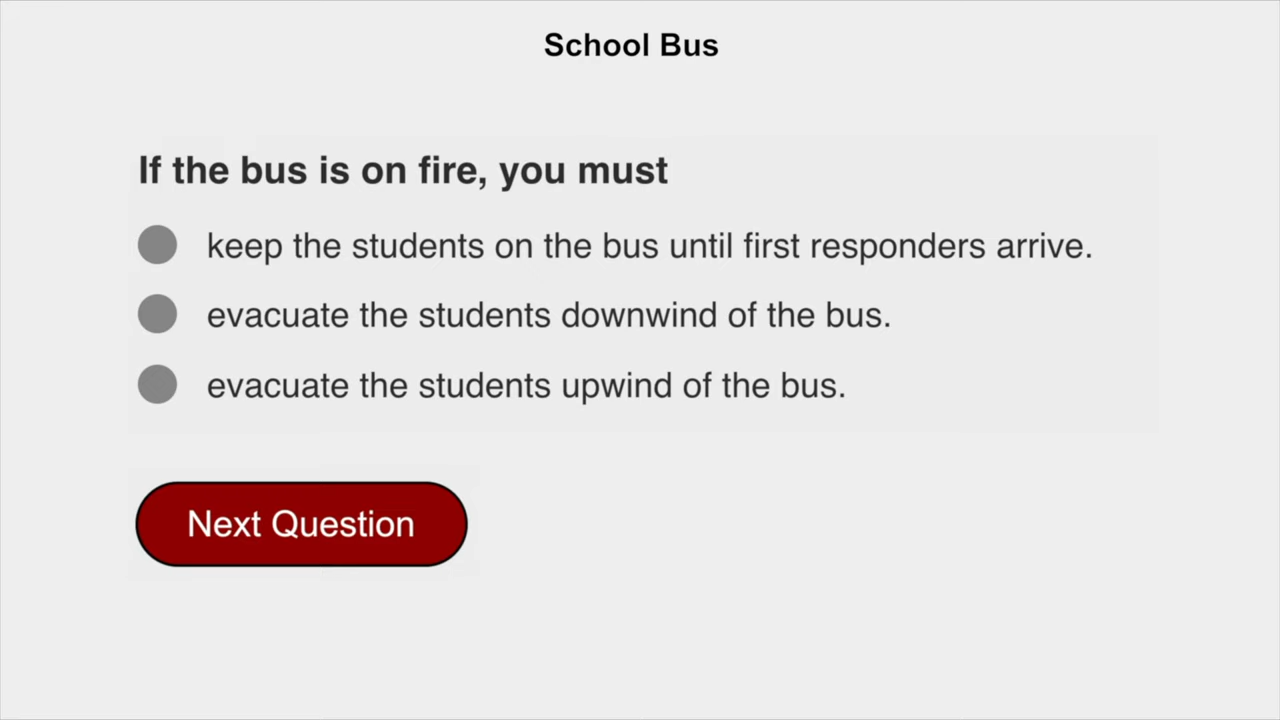 School Bus
If the bus is on fire, you must
keep the students on the bus until first responders arrive.
evacuate the students downwind of the bus.
evacuate the students upwind of the bus.
Next Question